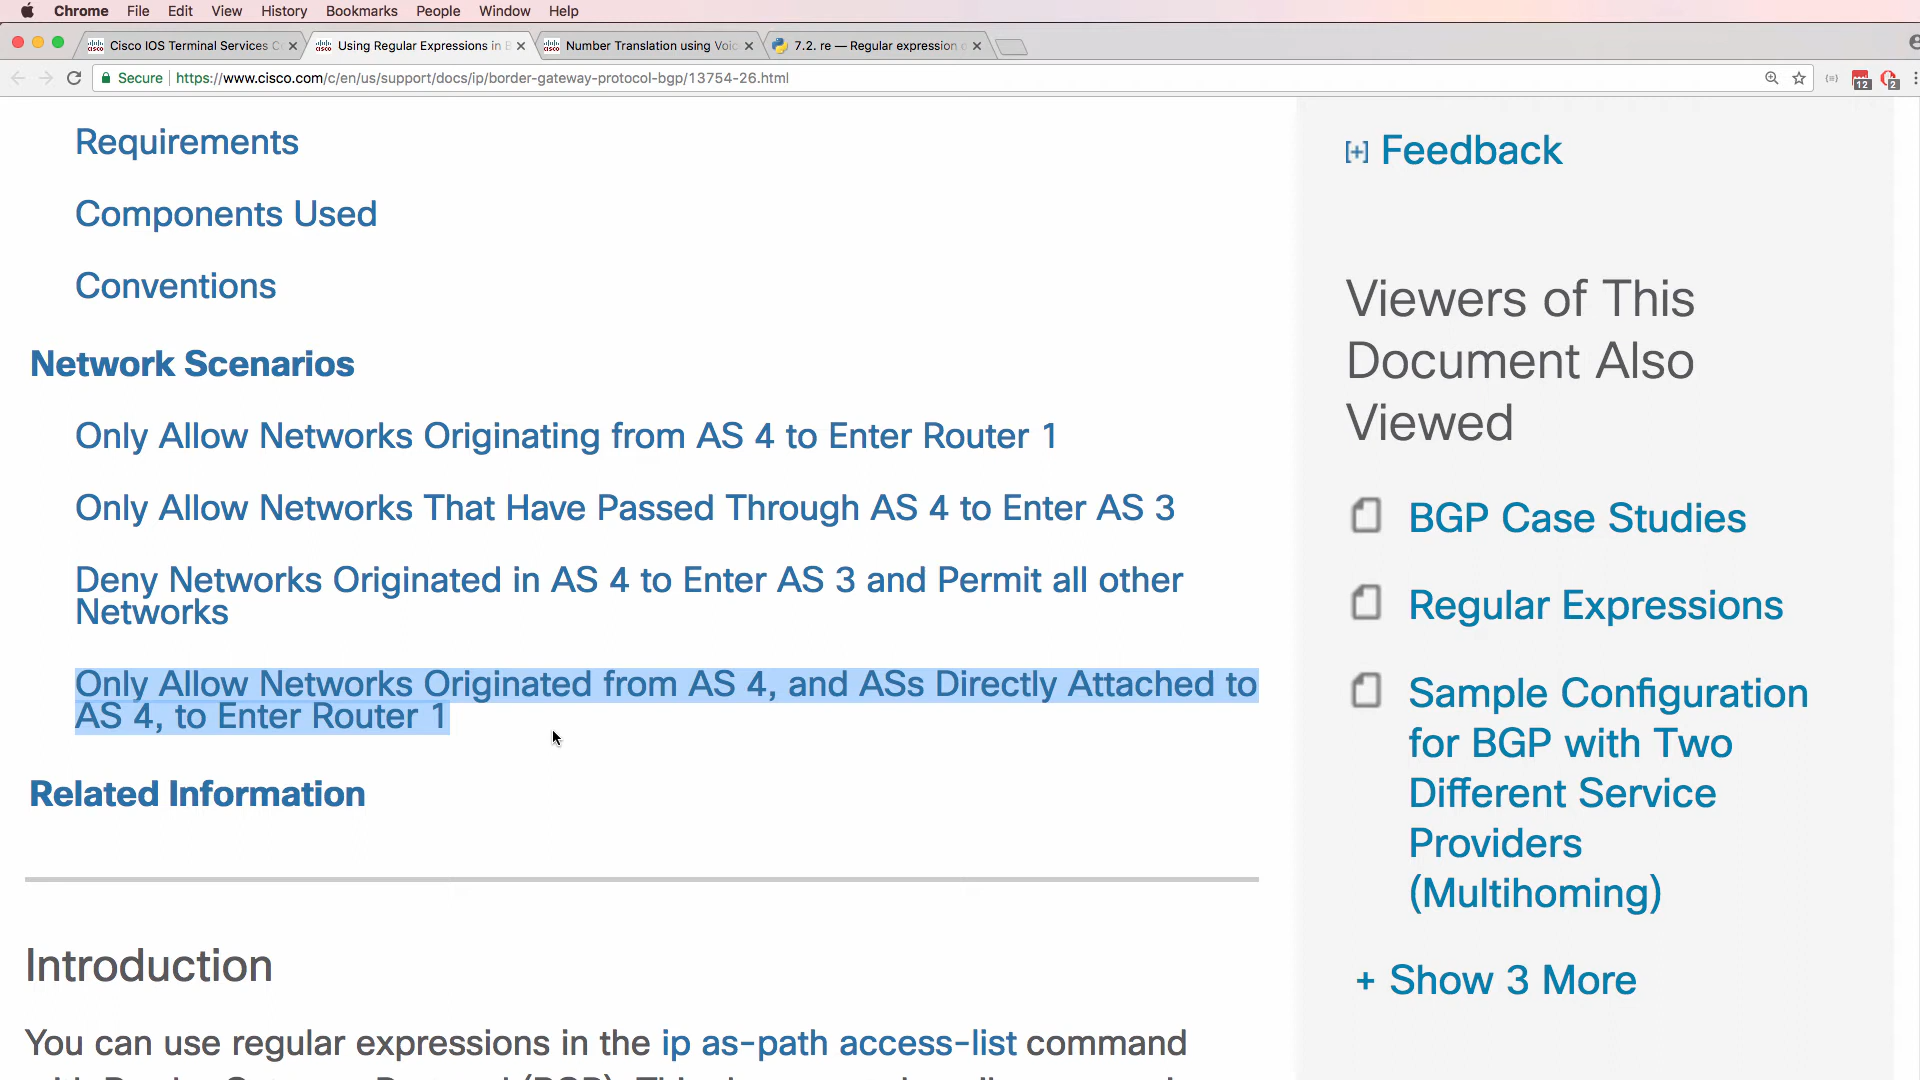 Chrome File Edit View History Bookmarks People Window Help
Cisco IOS Terminal Services Using Regular Expressions in Number Translation using 7.2. re — Regular expression
Secure https://www.cisco.com/c/en/us/support/docs/ip/border-gateway-protocol-bgp/13754-26.html
12 2
Requirements
Components Used
Conventions
Network Scenarios
Only Allow Networks Originating from AS 4 to Enter Router 1
Only Allow Networks That Have Passed Through AS 4 to Enter AS 3
Deny Networks Originated in AS 4 to Enter AS 3 and Permit all other
Networks
Only Allow Networks Originated from AS 4, and ASs Directly Attached to
AS 4, to Enter Router 1
Related Information
Introduction
You can use regular expressions in the ip as-path access-list command
[+] Feedback
Viewers of This
Document Also
Viewed
BGP Case Studies
Regular Expressions
Sample Configuration
for BGP with Two
Different Service
Providers
(Multihoming)
+ Show 3 More